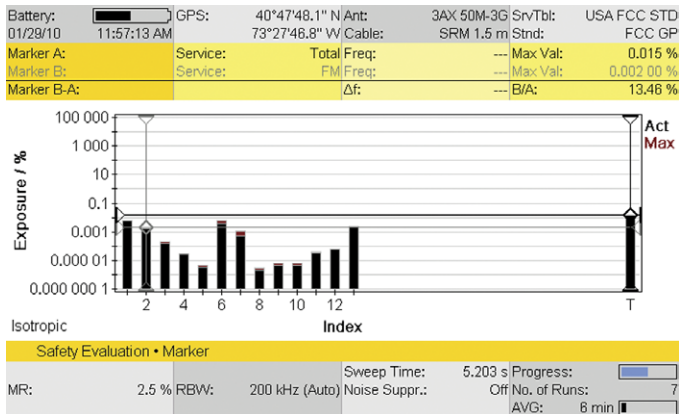 Battery: GPS: 40°47'48.1" N Ant: 3AX 50M-3G SrvTbl: USA FCC STD
01/29/10 11:57:13 AM 73°27'46.8" W Cable: SRM 1.5 m Stnd: FCC GP
Marker A: Service: Total Freq: --- Max Val: 0.015 %
Marker B: Service: FM Freq: --- Max Val: 0.002 00 %
Marker B-A: Δf: --- B/A: 13.46 %
100 000
1 000
10
0.1
0.001
0.000 01
0.000 000 1
Exposure / %
Act
Max
2 4 6 8 10 12 T
Isotropic Index
Safety Evaluation • Marker
Sweep Time: 5.203 s Progress:
MR: 2.5 % RBW: 200 kHz (Auto) Noise Suppr.: Off No. of Runs: 7
AVG: 6 min